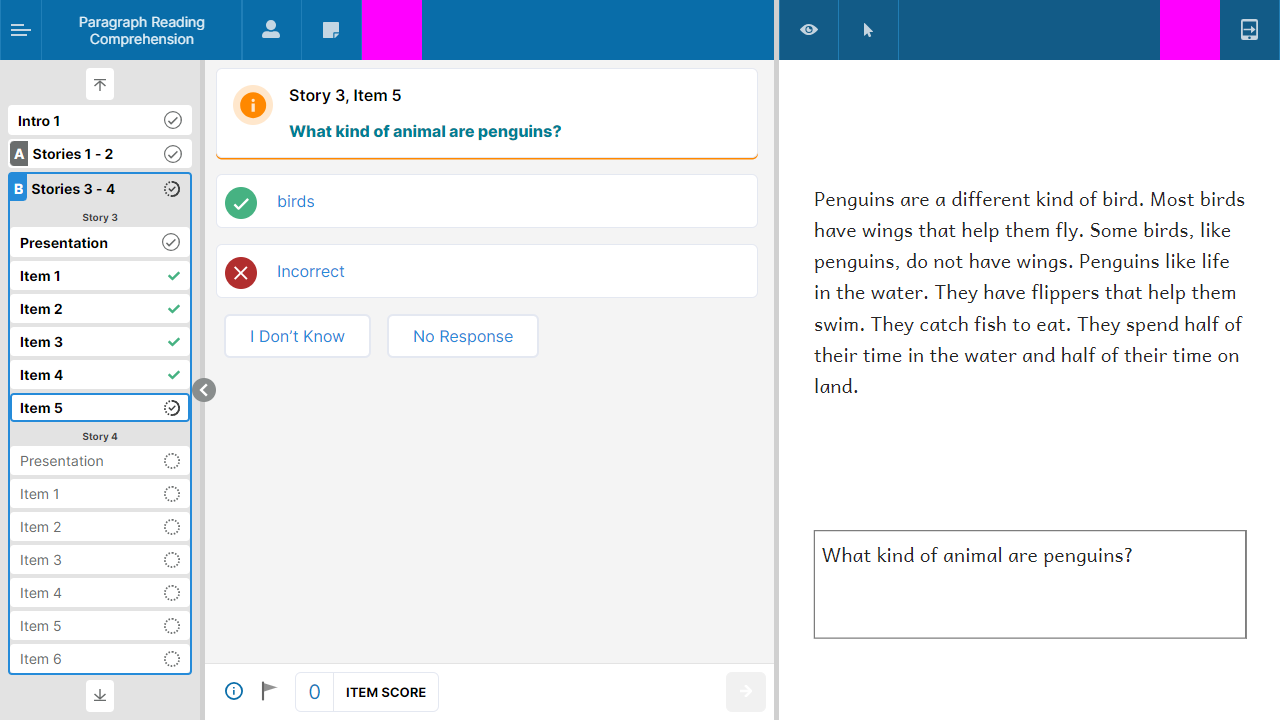 Paragraph Reading
Comprehension
Intro 1
A Stories 1 - 2
B Stories 3 - 4
Story 3
Presentation
Item 1
Item 2
Item 3
Item 4
Item 5
Story 4
Presentation
Item 1
Item 2
Item 3
Item 4
Item 5
Item 6
Story 3, Item 5
What kind of animal are penguins?
birds
Incorrect
I Don’t Know
No Response
0 ITEM SCORE
Penguins are a different kind of bird. Most birds
have wings that help them fly. Some birds, like
penguins, do not have wings. Penguins like life
in the water. They have flippers that help them
swim. They catch fish to eat. They spend half of
their time in the water and half of their time on
land.
What kind of animal are penguins?